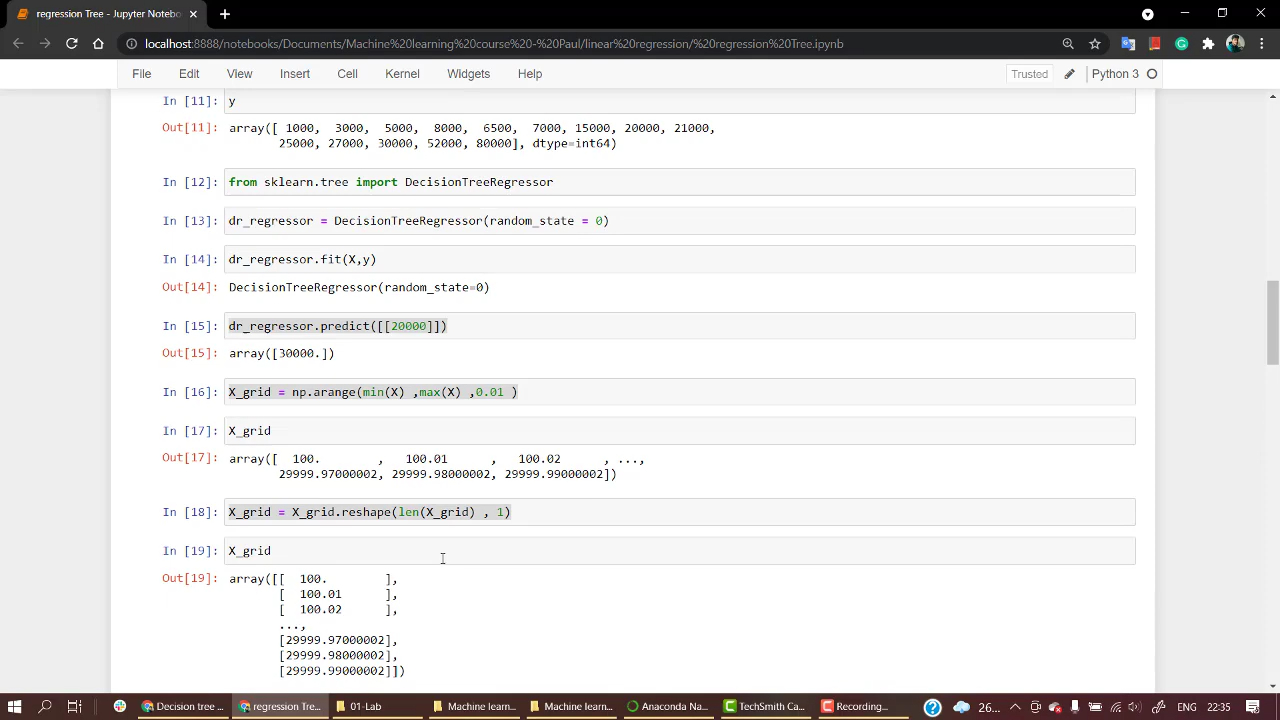 regression Tree - Jupyter Notebo
localhost:8888/notebooks/Documents/Machine%20learning%20course%20-%20Paul/linear%20regression/%20regression%20Tree.ipynb
File Edit View Insert Cell Kernel Widgets Help Trusted Python 3
In [11]: y
Out[11]: array([ 1000, 3000, 5000, 8000, 6500, 7000, 15000, 20000, 21000,
25000, 27000, 30000, 52000, 80000], dtype=int64)
In [12]: from sklearn.tree import DecisionTreeRegressor
In [13]: dr_regressor = DecisionTreeRegressor(random_state = 0)
In [14]: dr_regressor.fit(X,y)
Out[14]: DecisionTreeRegressor(random_state=0)
In [15]: dr_regressor.predict([[20000]])
Out[15]: array([30000.])
In [16]: X_grid = np.arange(min(X) ,max(X) ,0.01 )
In [17]: X_grid
Out[17]: array([ 100. , 100.01 , 100.02 , ...,
29999.97000002, 29999.98000002, 29999.99000002])
In [18]: X_grid = X_grid.reshape(len(X_grid) , 1)
In [19]: X_grid
Out[19]: array([[ 100. ],
[ 100.01 ],
[ 100.02 ],
...,
[29999.97000002],
[29999.98000002],
[29999.99000002]])
Decision tree ... regression Tre... 01-Lab Machine learn... Machine learn... Anaconda Na... TechSmith Ca... Recording... 26... ENG 22:35